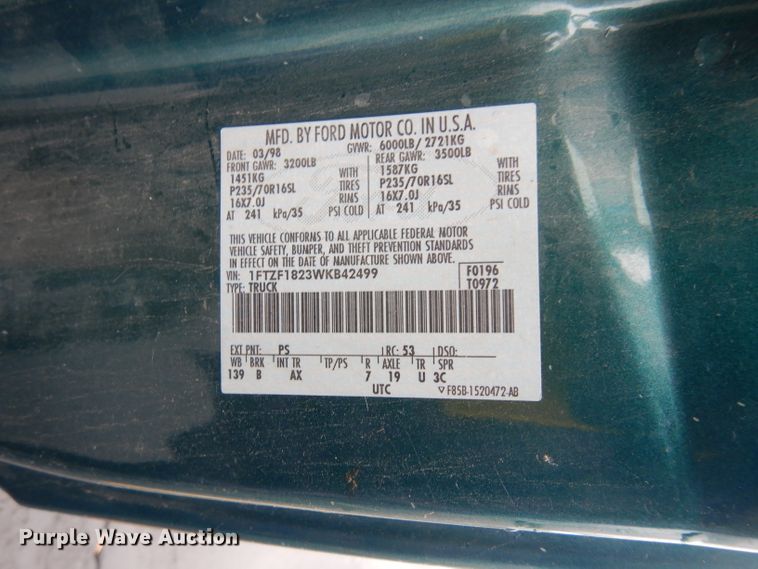 MFD. BY FORD MOTOR CO. IN U.S.A.
DATE: 03/98 GVWR: 6000LB/ 2721KG
FRONT GAWR: 3200LB REAR GAWR: 3500LB
1451KG WITH 1587KG WITH
P235/70R16SL TIRES P235/70R16SL TIRES
16X7.0J RIMS 16X7.0J RIMS
AT 241 kPa/35 PSI COLD AT 241 kPa/35 PSI COLD
THIS VEHICLE CONFORMS TO ALL APPLICABLE FEDERAL MOTOR
VEHICLE SAFETY, BUMPER, AND THEFT PREVENTION STANDARDS
IN EFFECT ON THE DATE OF MANUFACTURE SHOWN ABOVE.
VIN: 1FTZF1823WKB42499 F0196
TYPE: TRUCK T0972
EXT PNT: PS RC: 53 DSO:
WB BRK INT TR TP/PS R AXLE TR SPR
139 B AX 7 19 U 3C
UTC F85B-1520472-AB
Purple Wave Auction